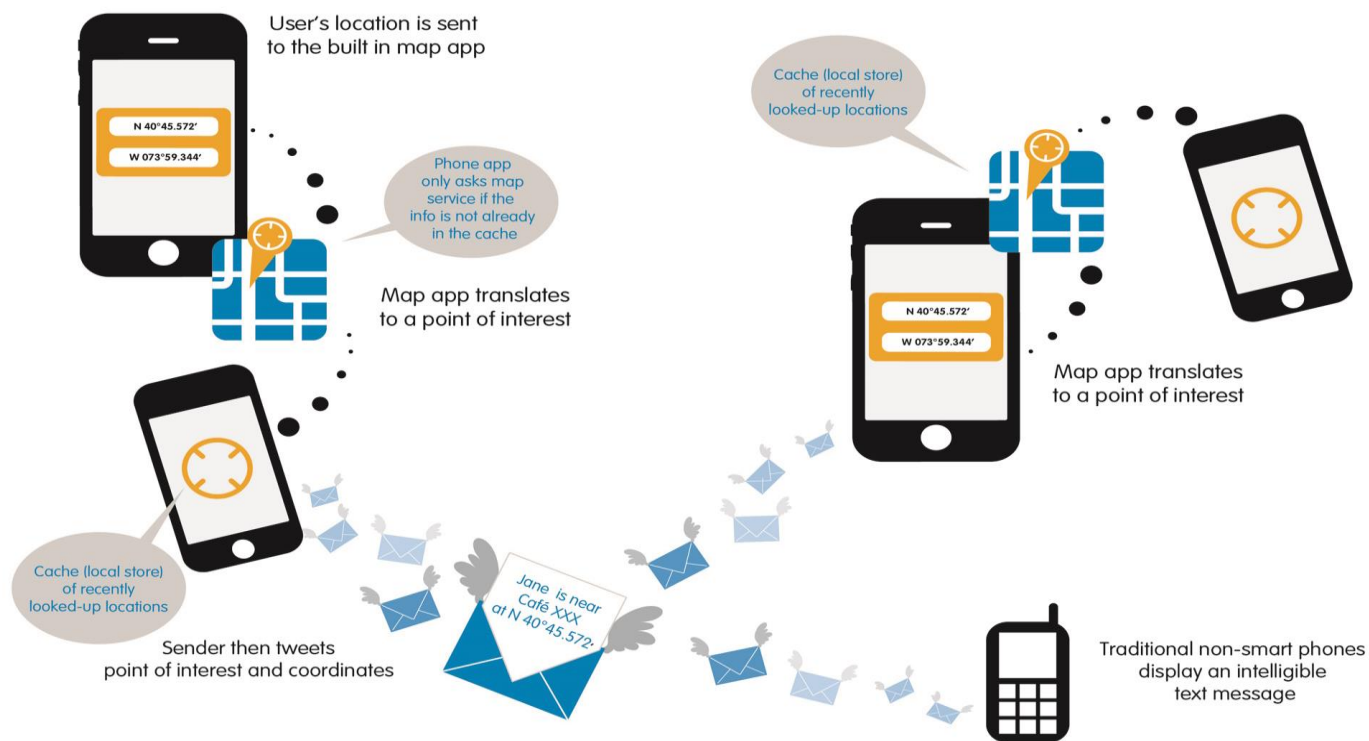 User's location is sent
to the built in map app
N 40°45.572'
W 073°59.344'
Phone app
only asks map
service if the
info is not already
in the cache
Map app translates
to a point of interest
Cache (local store)
of recently
looked-up locations
Sender then tweets
point of interest and coordinates
Jane is near
Café XXX
at N 40°45.572'
Cache (local store)
of recently
looked-up locations
N 40°45.572'
W 073°59.344'
Map app translates
to a point of interest
Traditional non-smart phones
display an intelligible
text message